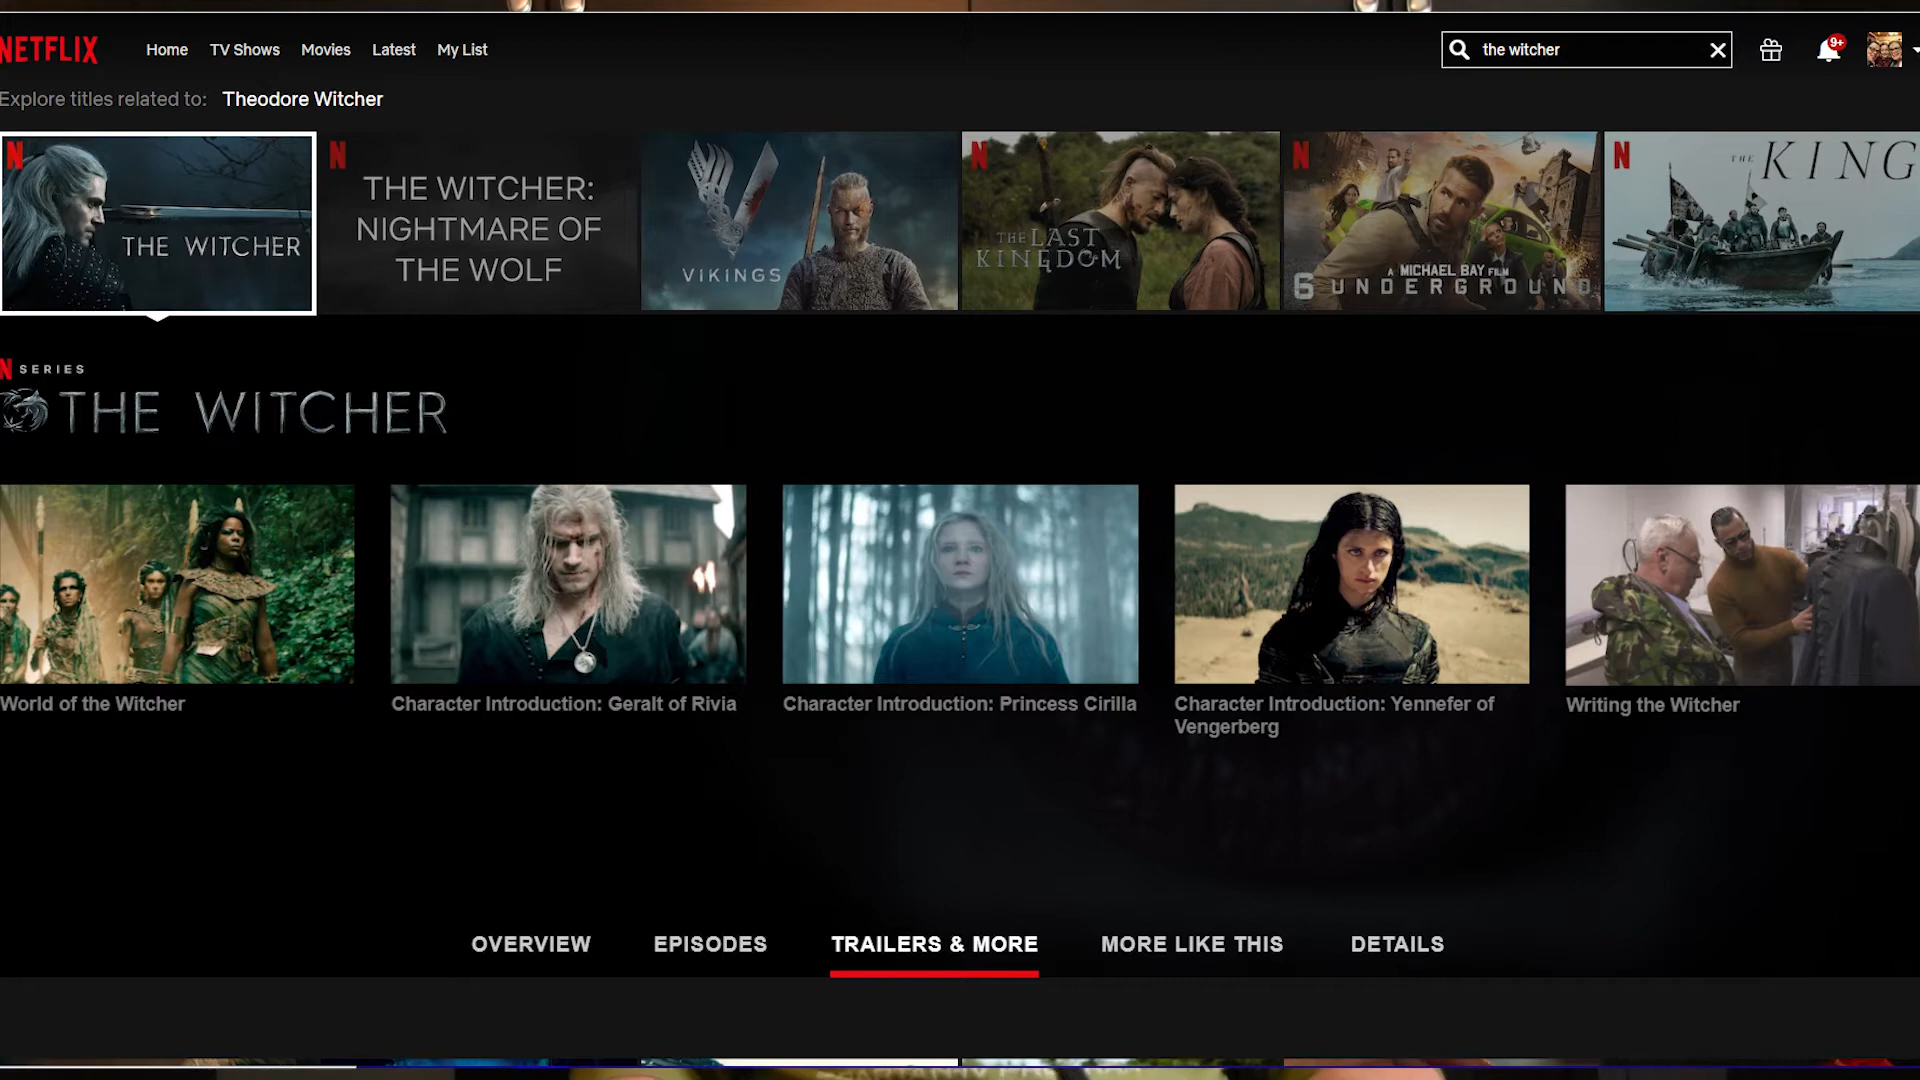 NETFLIX
Home TV Shows Movies Latest My List
the witcher
9+
Explore titles related to: Theodore Witcher
N
THE WITCHER
N
THE WITCHER:
NIGHTMARE OF
THE WOLF
VIKINGS
N
THE LAST
KINGDOM
N
A MICHAEL BAY FILM
6 UNDERGROUND
N
THE KING
N SERIES
THE WITCHER
World of the Witcher
Character Introduction: Geralt of Rivia
Character Introduction: Princess Cirilla
Character Introduction: Yennefer of
Vengerberg
Writing the Witcher
OVERVIEW EPISODES TRAILERS & MORE MORE LIKE THIS DETAILS